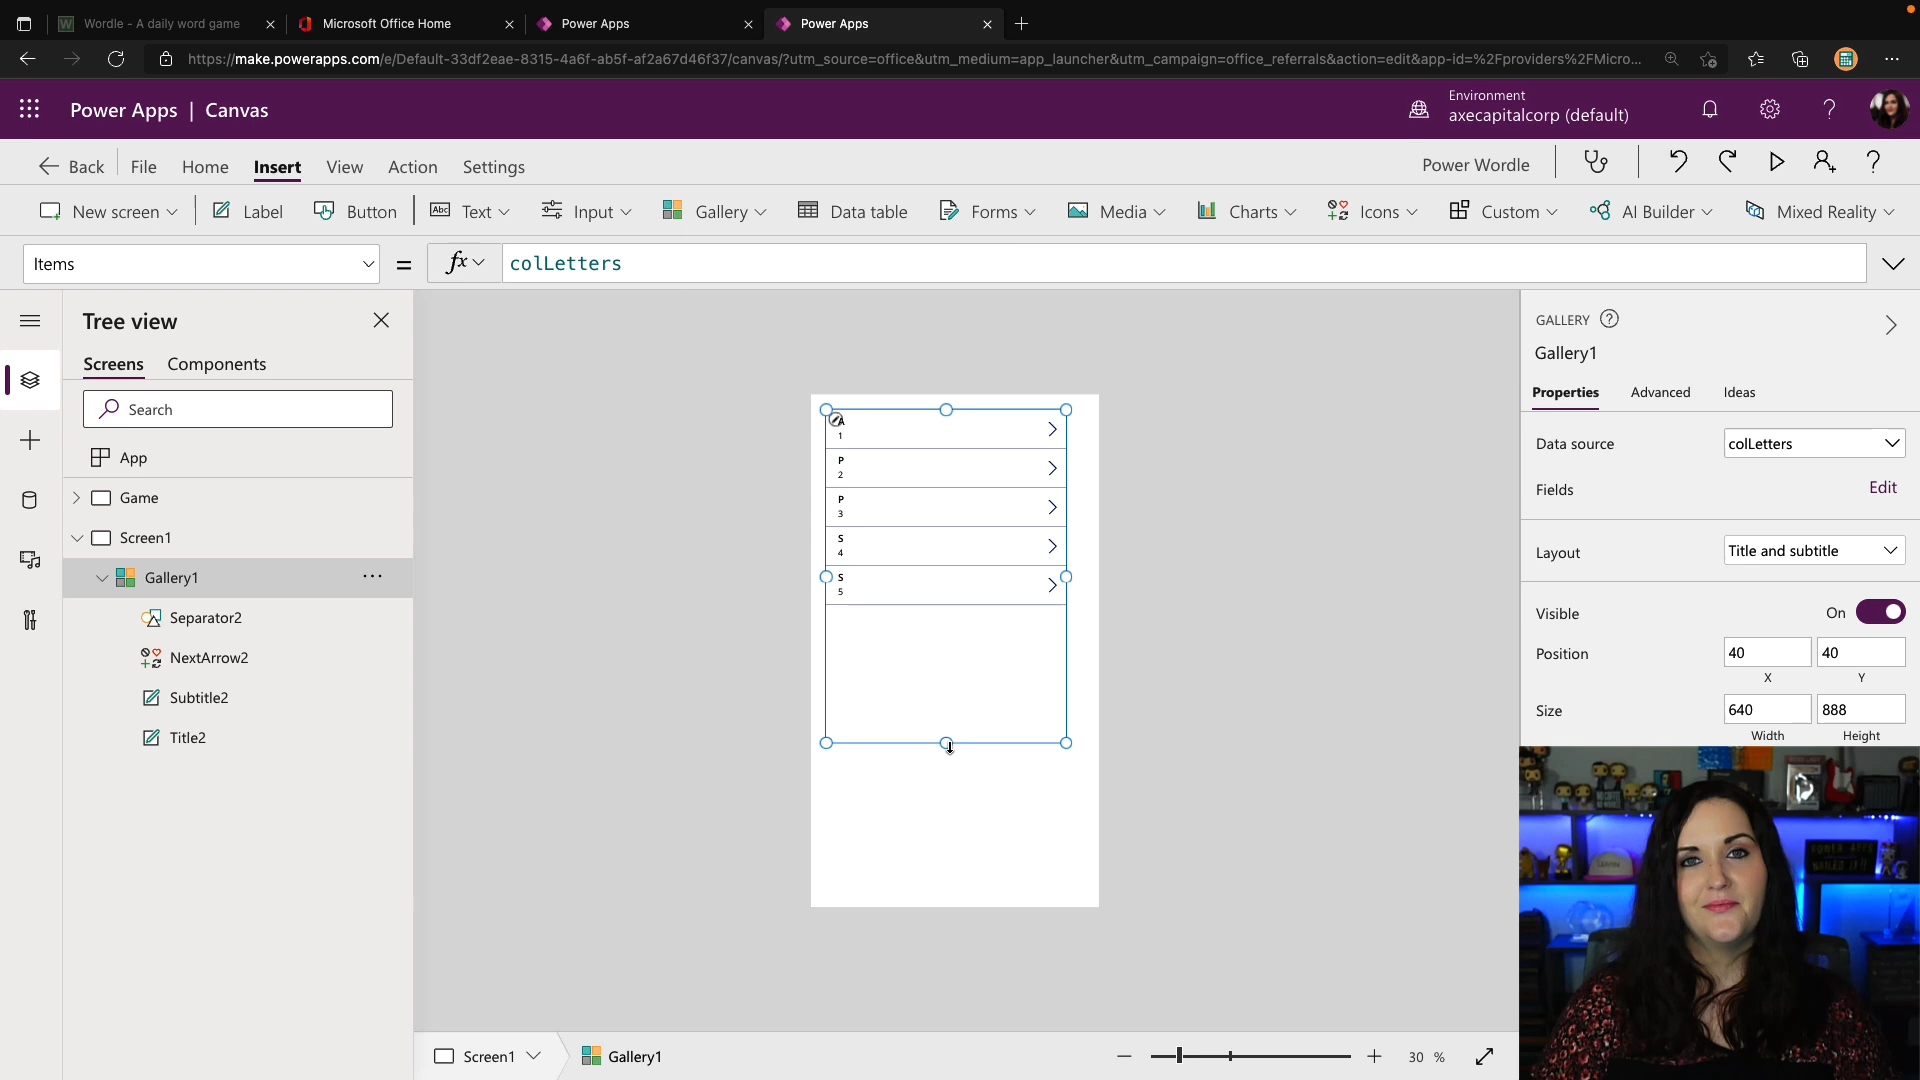 Wordle - A daily word game
Microsoft Office Home
Power Apps
Power Apps
https://make.powerapps.com/e/Default-33df2eae-8315-4a6f-ab5f-af2a67d46f37/canvas/?utm_source=office&utm_medium=app_launcher&utm_campaign=office_referrals&action=edit&app-id=%2Fproviders%2FMicro...
Power Apps | Canvas
Environment
axecapitalcorp (default)
Back
File
Home
Insert
View
Action
Settings
Power Wordle
New screen
Label
Button
Abc
Text
Input
Gallery
Data table
Forms
Media
Charts
Icons
Custom
AI Builder
Mixed Reality
Items
=
fx
colLetters
Tree view
Screens
Components
Search
App
Game
Screen1
Gallery1
Separator2
NextArrow2
Subtitle2
Title2
A
1
P
2
P
3
S
4
S
5
GALLERY
Gallery1
Properties
Advanced
Ideas
Data source
colLetters
Fields
Edit
Layout
Title and subtitle
Visible
On
Position
40
40
X
Y
Size
640
888
Width
Height
Screen1
Gallery1
30 %